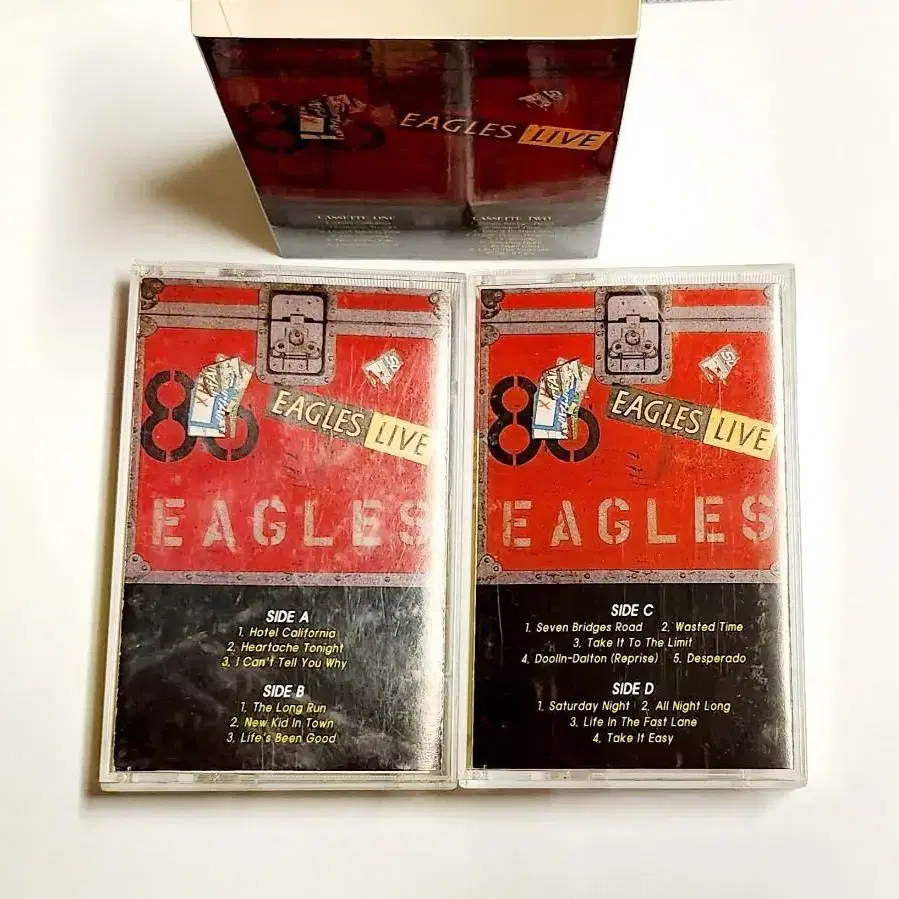 EAGLES LIVE
CASSETTE ONE
CASSETTE TWO
86
EAGLES LIVE
EAGLES
SIDE A
1. Hotel California
2. Heartache Tonight
3. I Can't Tell You Why
SIDE B
1. The Long Run
2. New Kid In Town
3. Life's Been Good
86
EAGLES LIVE
EAGLES
SIDE C
1. Seven Bridges Road 2. Wasted Time
3. Take It To The Limit
4. Doolln-Dalton (Reprise) 5. Desperado
SIDE D
1. Saturday Night 2. All Night Long
3. Life In The Fast Lane
4. Take It Easy